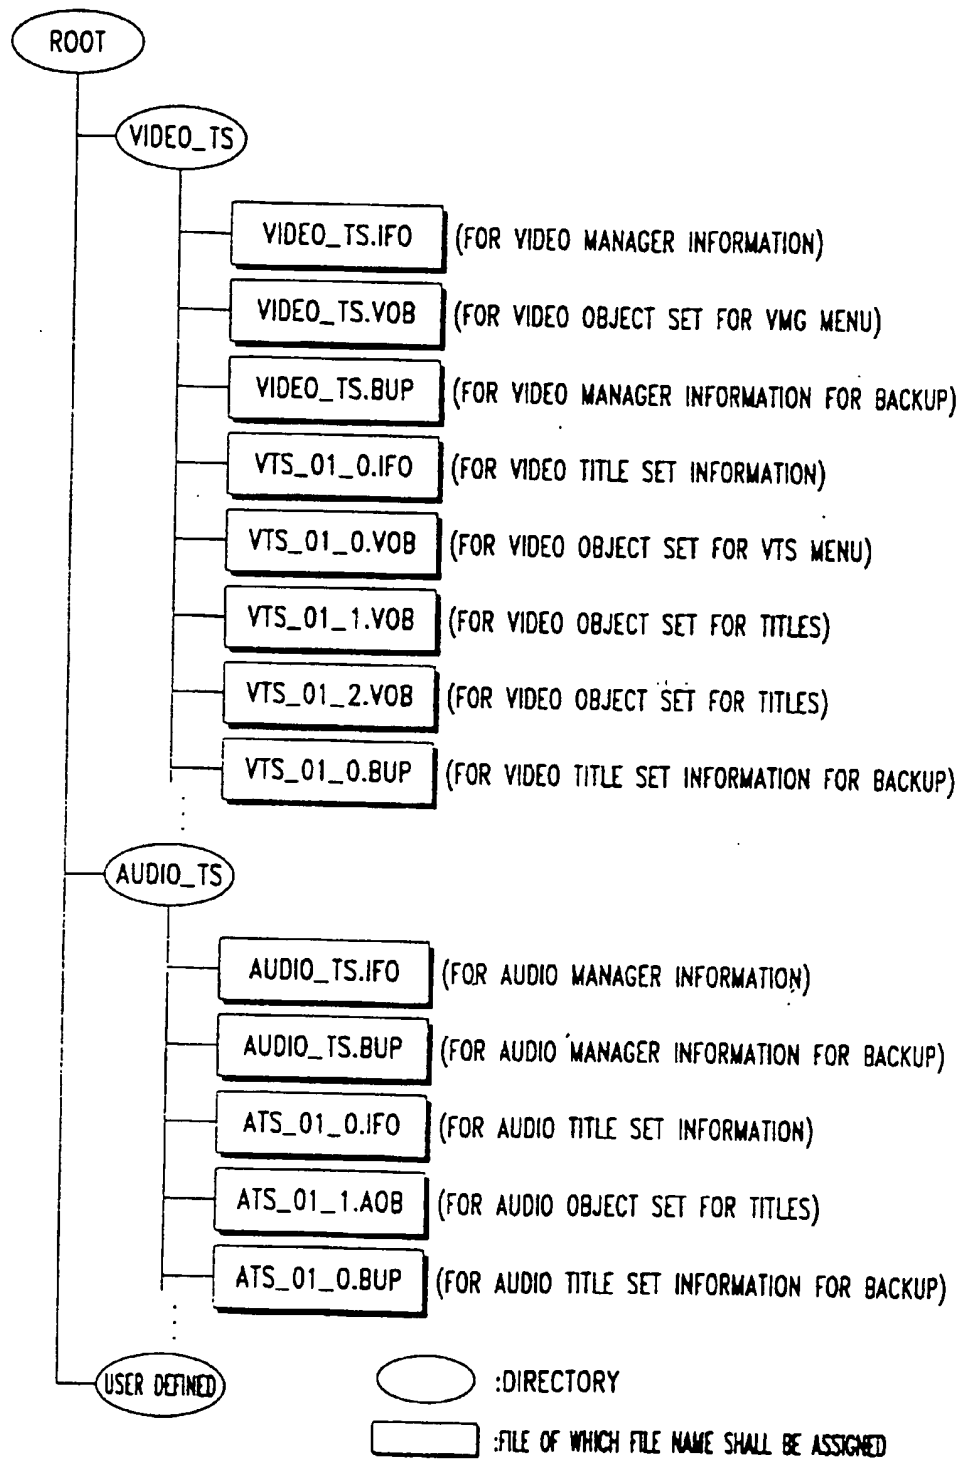 ROOT
VIDEO_TS
VIDEO_TS.IFO (FOR VIDEO MANAGER INFORMATION)
VIDEO_TS.VOB (FOR VIDEO OBJECT SET FOR VMG MENU)
VIDEO_TS.BUP (FOR VIDEO MANAGER INFORMATION FOR BACKUP)
VTS_01_0.IFO (FOR VIDEO TITLE SET INFORMATION)
VTS_01_0.VOB (FOR VIDEO OBJECT SET FOR VTS MENU)
VTS_01_1.VOB (FOR VIDEO OBJECT SET FOR TITLES)
VTS_01_2.VOB (FOR VIDEO OBJECT SET FOR TITLES)
VTS_01_0.BUP (FOR VIDEO TITLE SET INFORMATION FOR BACKUP)
AUDIO_TS
AUDIO_TS.IFO (FOR AUDIO MANAGER INFORMATION)
AUDIO_TS.BUP (FOR AUDIO MANAGER INFORMATION FOR BACKUP)
ATS_01_0.IFO (FOR AUDIO TITLE SET INFORMATION)
ATS_01_1.AOB (FOR AUDIO OBJECT SET FOR TITLES)
ATS_01_0.BUP (FOR AUDIO TITLE SET INFORMATION FOR BACKUP)
USER DEFINED
:DIRECTORY
:FILE OF WHICH FILE NAME SHALL BE ASSIGNED